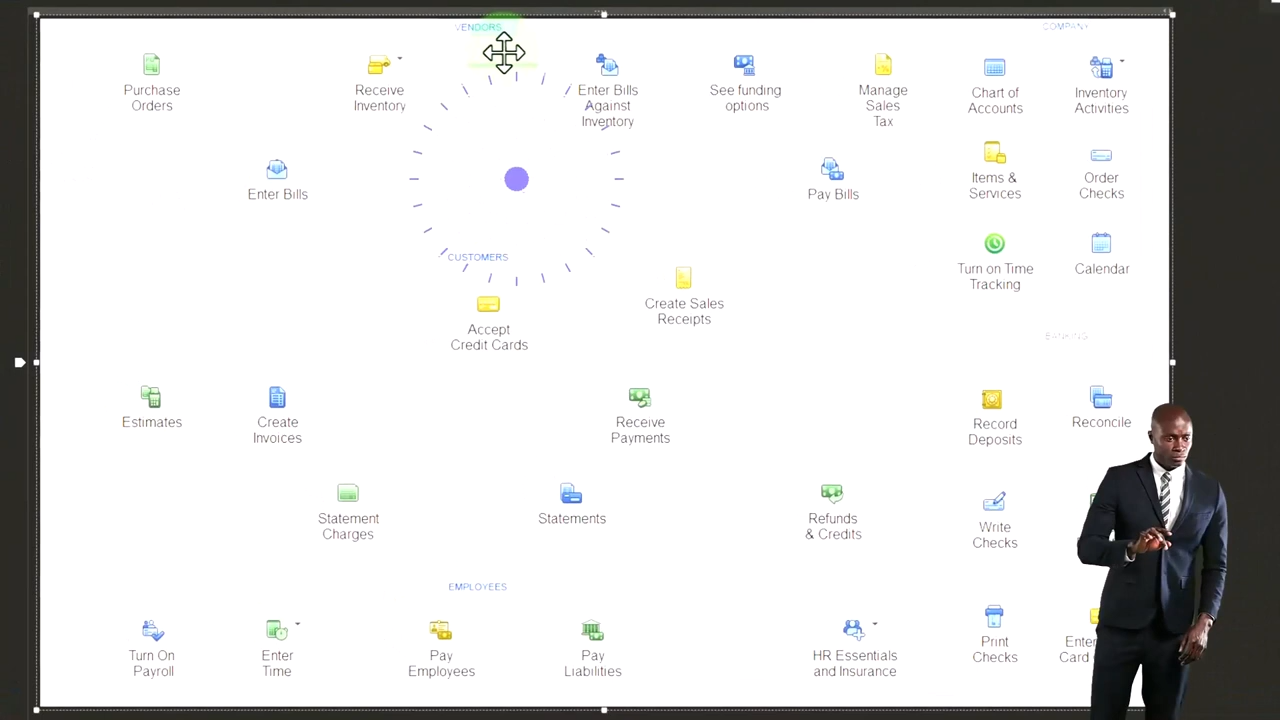 VENDORS
COMPANY
Purchase
Orders
Receive
Inventory
Enter Bills
Against
Inventory
See funding
options
Manage
Sales
Tax
Chart of
Accounts
Inventory
Activities
Enter Bills
Pay Bills
Items &
Services
Order
Checks
CUSTOMERS
Turn on Time
Tracking
Calendar
Accept
Credit Cards
Create Sales
Receipts
BANKING
Estimates
Create
Invoices
Receive
Payments
Record
Deposits
Reconcile
Statement
Charges
Statements
Refunds
& Credits
Write
Checks
EMPLOYEES
Turn On
Payroll
Enter
Time
Pay
Employees
Pay
Liabilities
HR Essentials
and Insurance
Print
Checks
Enter
Card